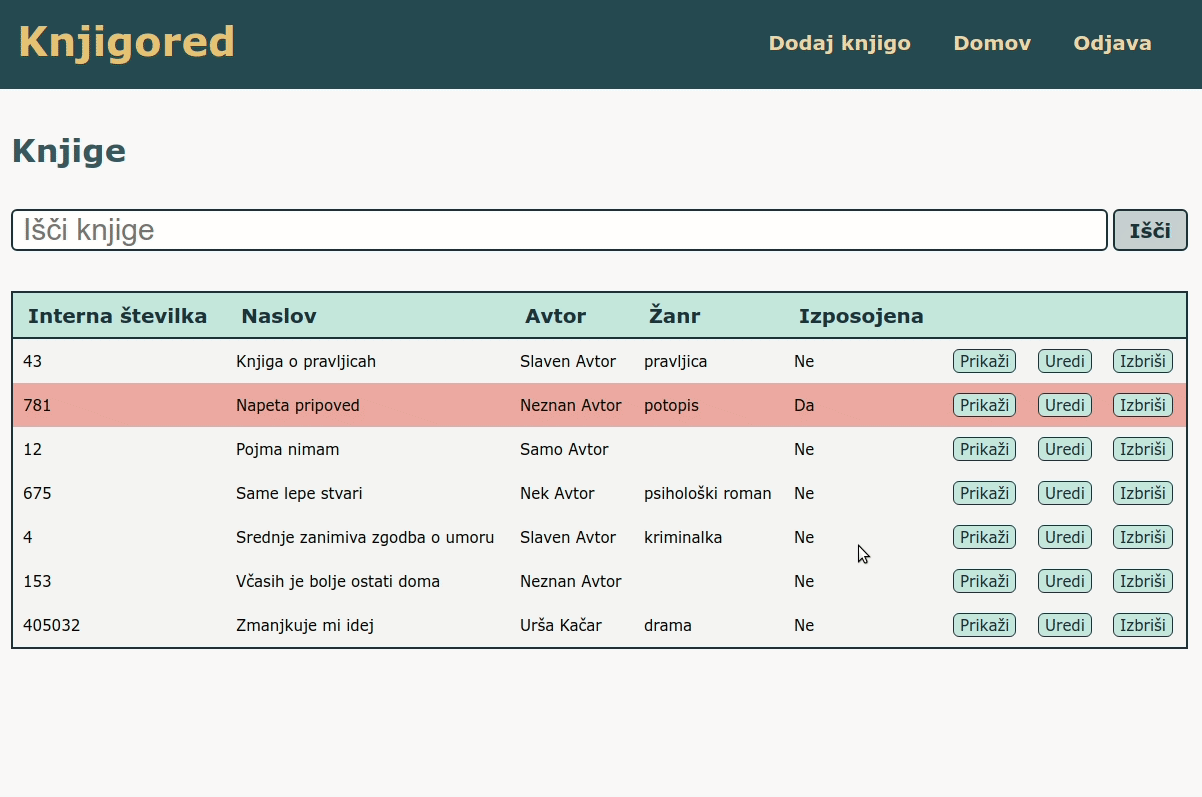 Knjigored Dodaj knjigo Domov Odjava
Knjige
Išči knjige Išči
Interna številka Naslov Avtor Žanr Izposojena
43 Knjiga o pravljicah Slaven Avtor pravljica Ne Prikaži Uredi Izbriši
781 Napeta pripoved Neznan Avtor potopis Da Prikaži Uredi Izbriši
12 Pojma nimam Samo Avtor Ne Prikaži Uredi Izbriši
675 Same lepe stvari Nek Avtor psihološki roman Ne Prikaži Uredi Izbriši
4 Srednje zanimiva zgodba o umoru Slaven Avtor kriminalka Ne Prikaži Uredi Izbriši
153 Včasih je bolje ostati doma Neznan Avtor Ne Prikaži Uredi Izbriši
405032 Zmanjkuje mi idej Urša Kačar drama Ne Prikaži Uredi Izbriši